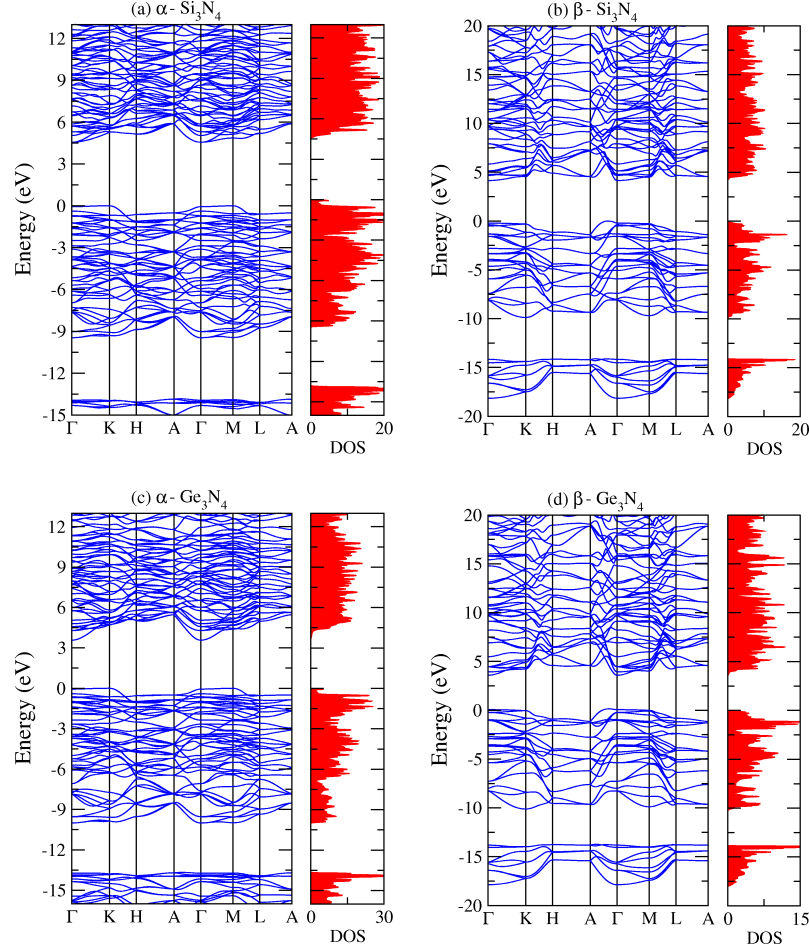 (a) α - Si3N4
Energy (eV)
12
9
6
3
0
-3
-6
-9
-12
-15
Γ K H A Γ M L A
0 20
DOS
(b) β - Si3N4
Energy (eV)
20
15
10
5
0
-5
-10
-15
-20
Γ K H A Γ M L A
0 20
DOS
(c) α - Ge3N4
Energy (eV)
12
9
6
3
0
-3
-6
-9
-12
-15
Γ K H A Γ M L A
0 30
DOS
(d) β - Ge3N4
Energy (eV)
20
15
10
5
0
-5
-10
-15
-20
Γ K H A Γ M L A
0 15
DOS